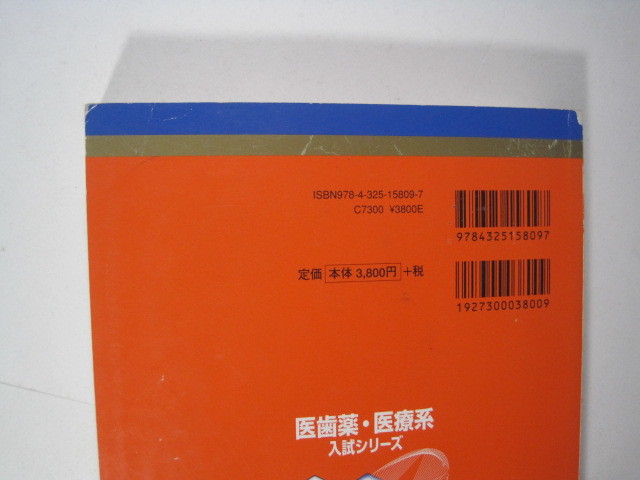 ISBN978-4-325-15809-7
C7300 ¥3800E
9784325158097
定価 本体 3,800円 +税
1927300038009
医歯薬・医療系
入試シリーズ